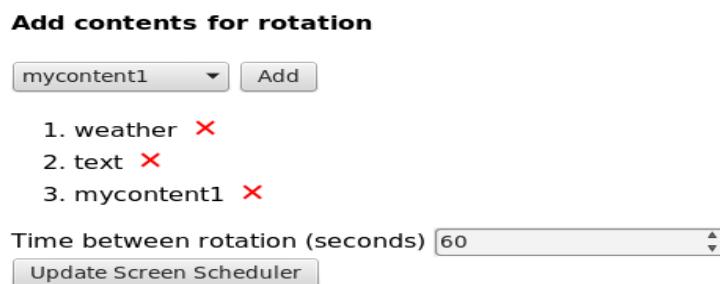 Add contents for rotation
mycontent1 Add
1. weather
2. text
3. mycontent1
Time between rotation (seconds) 60
Update Screen Scheduler